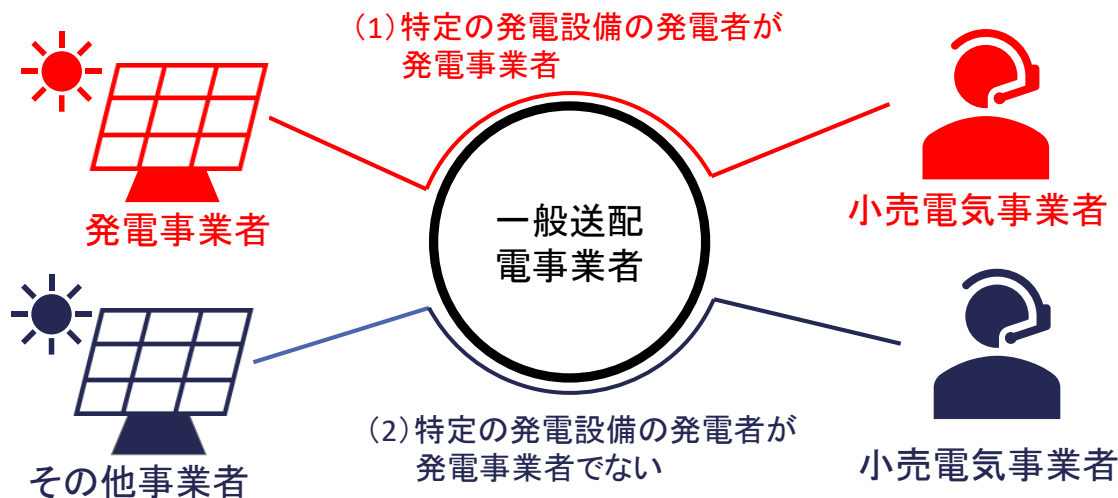 (1)特定の発電設備の発電者が
発電事業者
発電事業者
小売電気事業者
一般送配
電事業者
その他事業者
(2)特定の発電設備の発電者が
発電事業者でない
小売電気事業者